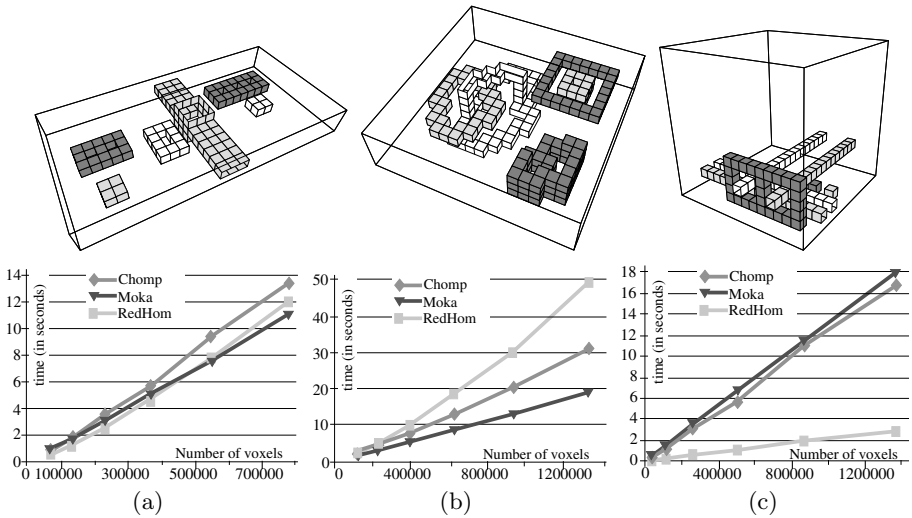 14
12
10
8
6
4
2
0
time (in seconds)
Chomp
Moka
RedHom
Number of voxels
100000
300000
500000
700000
50
40
30
20
10
0
time (in seconds)
Chomp
Moka
RedHom
Number of voxels
0
400000
800000
1200000
18
16
14
12
10
8
6
4
2
0
time (in seconds)
Chomp
Moka
RedHom
Number of voxels
400000
800000
1200000
(a)
(b)
(c)